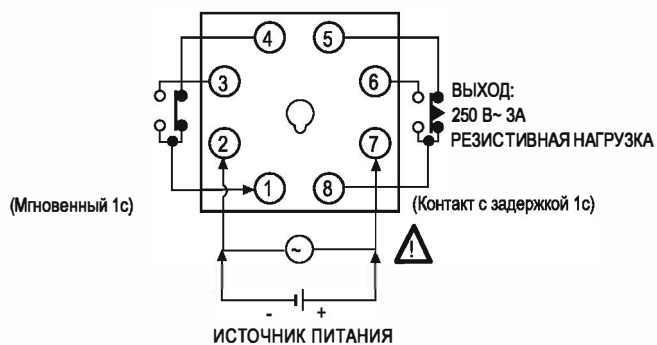 4
5
3
6
ВЫХОД:
250 В~ 3А
РЕЗИСТИВНАЯ НАГРУЗКА
2
7
1
8
(Мгновенный 1с)
(Контакт с задержкой 1с)
~
!
- +
ИСТОЧНИК ПИТАНИЯ